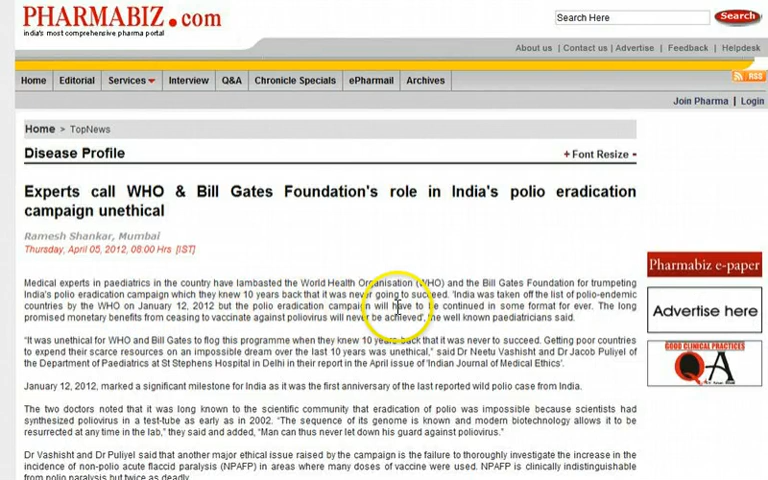 PHARMABIZ.com
india's most comprehensive pharma portal
Search Here
Search
About us | Contact us | Advertise | Feedback | Helpdesk
RSS
Home Editorial Services Interview Q&A Chronicle Specials ePharmail Archives
Join Pharma | Login
Home > TopNews
Disease Profile
+ Font Resize -
Experts call WHO & Bill Gates Foundation's role in India's polio eradication
campaign unethical
Ramesh Shankar, Mumbai
Thursday, April 05, 2012, 08:00 Hrs [IST]
Medical experts in paediatrics in the country have lambasted the World Health Organisation (WHO) and the Bill Gates Foundation for trumpeting
India's polio eradication campaign which they knew 10 years back that it was never going to succeed. 'India was taken off the list of polio-endemic
countries by the WHO on January 12, 2012 but the polio eradication campaign will have to be continued in some format for ever. The long
promised monetary benefits from ceasing to vaccinate against poliovirus will never be achieved', the well known paediatricians said.
"It was unethical for WHO and Bill Gates to flog this programme when they knew 10 years back that it was never to succeed. Getting poor countries
to expend their scarce resources on an impossible dream over the last 10 years was unethical," said Dr Neetu Vashisht and Dr Jacob Puliyel of
the Department of Paediatrics at St Stephens Hospital in Delhi in their report in the April issue of 'Indian Journal of Medical Ethics'.
January 12, 2012, marked a significant milestone for India as it was the first anniversary of the last reported wild polio case from India.
The two doctors noted that it was long known to the scientific community that eradication of polio was impossible because scientists had
synthesized poliovirus in a test-tube as early as in 2002. "The sequence of its genome is known and modern biotechnology allows it to be
resurrected at any time in the lab," they said and added, "Man can thus never let down his guard against poliovirus."
Dr Vashisht and Dr Puliyel said that another major ethical issue raised by the campaign is the failure to thoroughly investigate the increase in the
incidence of non-polio acute flaccid paralysis (NPAFP) in areas where many doses of vaccine were used. NPAFP is clinically indistinguishable
from polio paralysis but twice as deadly.
Pharmabiz e-paper
Advertise here
GOOD CLINICAL PRACTICES
Q A